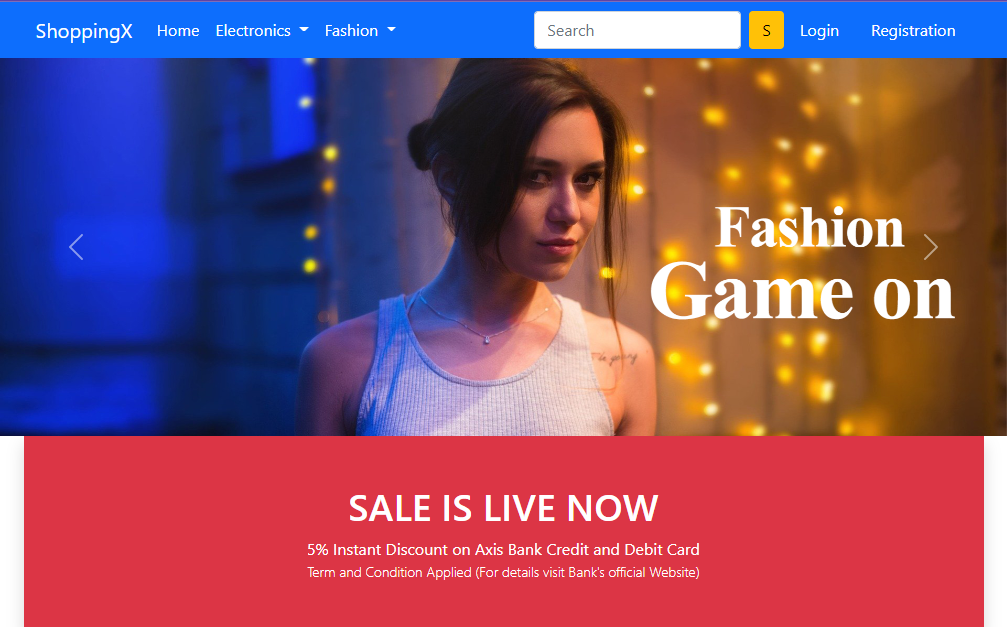 ShoppingX Home Electronics Fashion Search S Login Registration
Fashion
Game on
SALE IS LIVE NOW
5% Instant Discount on Axis Bank Credit and Debit Card
Term and Condition Applied (For details visit Bank's official Website)